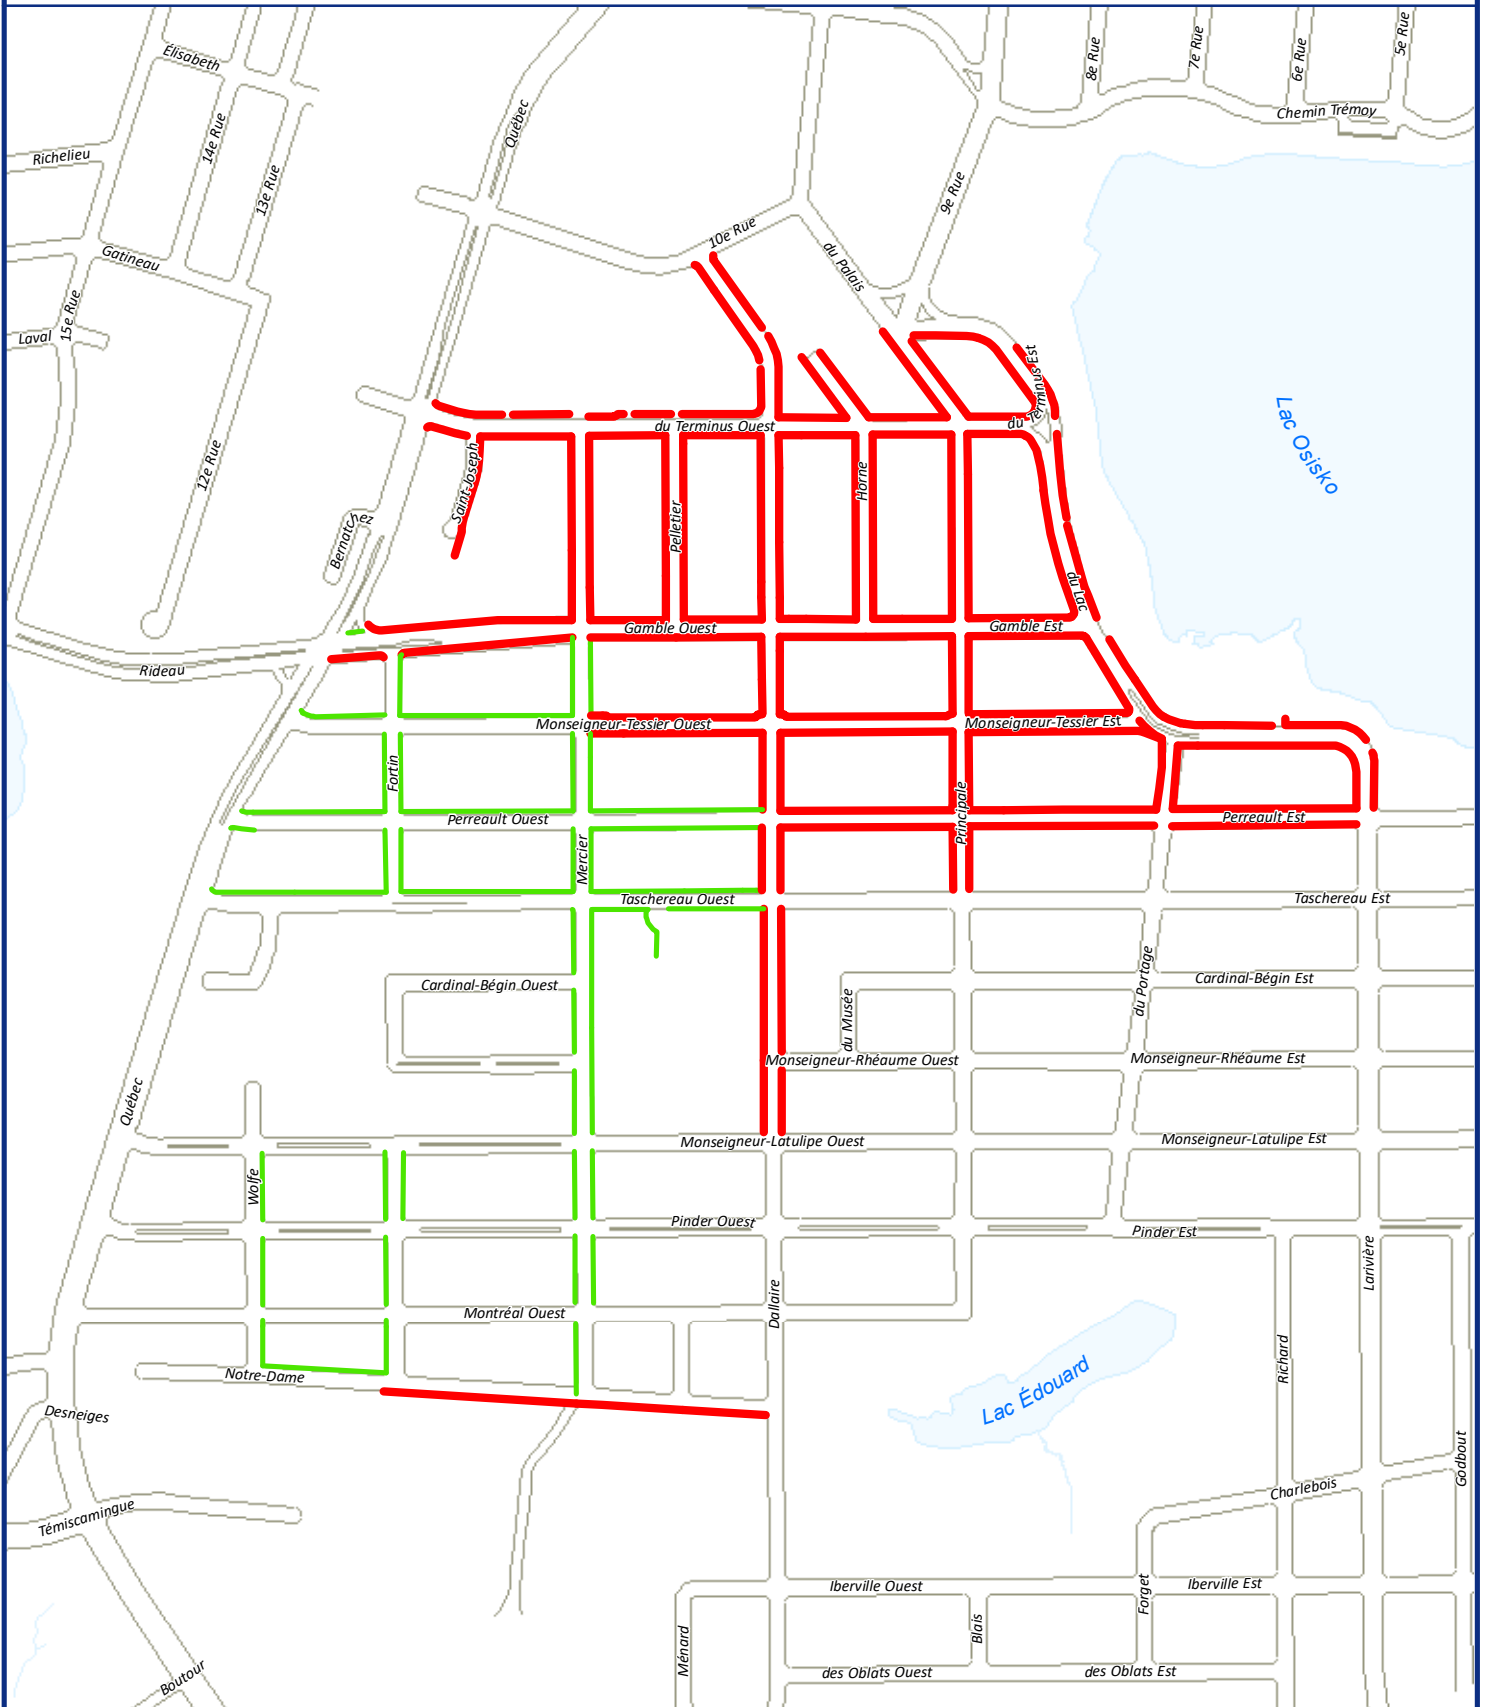 Élisabeth
8e Rue
7e Rue
6e Rue
5e Rue
Chemin Trémoy
Québec
14e Rue
Richelieu
13e Rue
9e Rue
10e Rue
Gatineau
du Palais
15e Rue
Laval
du Terminus Est
du Terminus Ouest
Lac Osisko
12e Rue
Saint-Joseph
Horne
Pelletier
Bernatchez
du Lac
Gamble Ouest
Gamble Est
Rideau
Monseigneur-Tessier Ouest
Monseigneur-Tessier Est
Fortin
Principale
Perreault Ouest
Perreault Est
Mercier
Taschereau Ouest
Taschereau Est
Cardinal-Bégin Ouest
du Musée
du Portage
Cardinal-Bégin Est
Monseigneur-Rhéaume Ouest
Monseigneur-Rhéaume Est
Québec
Monseigneur-Latulipe Ouest
Monseigneur-Latulipe Est
Wolfe
Pinder Ouest
Pinder Est
Larivière
Dallaire
Montréal Ouest
Richard
Notre-Dame
Lac Édouard
Desneiges
Godbout
Charlebois
Témiscamingue
Iberville Ouest
Forget
Iberville Est
Blais
Ménard
des Oblats Ouest
des Oblats Est
Boutour